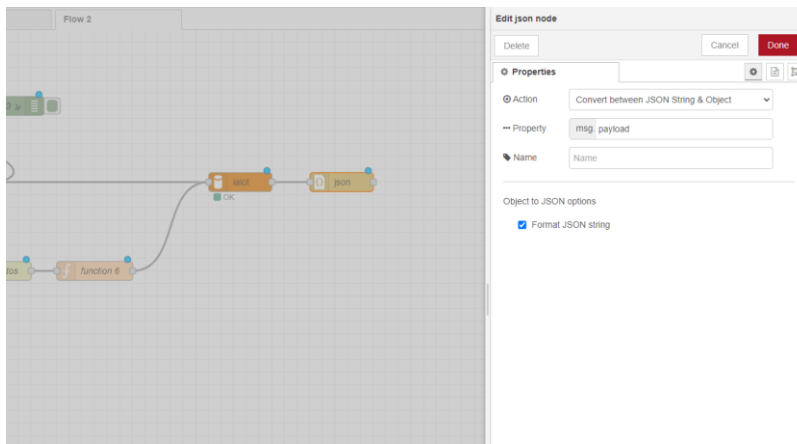 Flow 2
Edit json node
Delete
Cancel
Done
Properties
Action
Convert between JSON String & Object
Property
msg. payload
Name
Name
Object to JSON options
Format JSON string
json
OK
tos
function 6